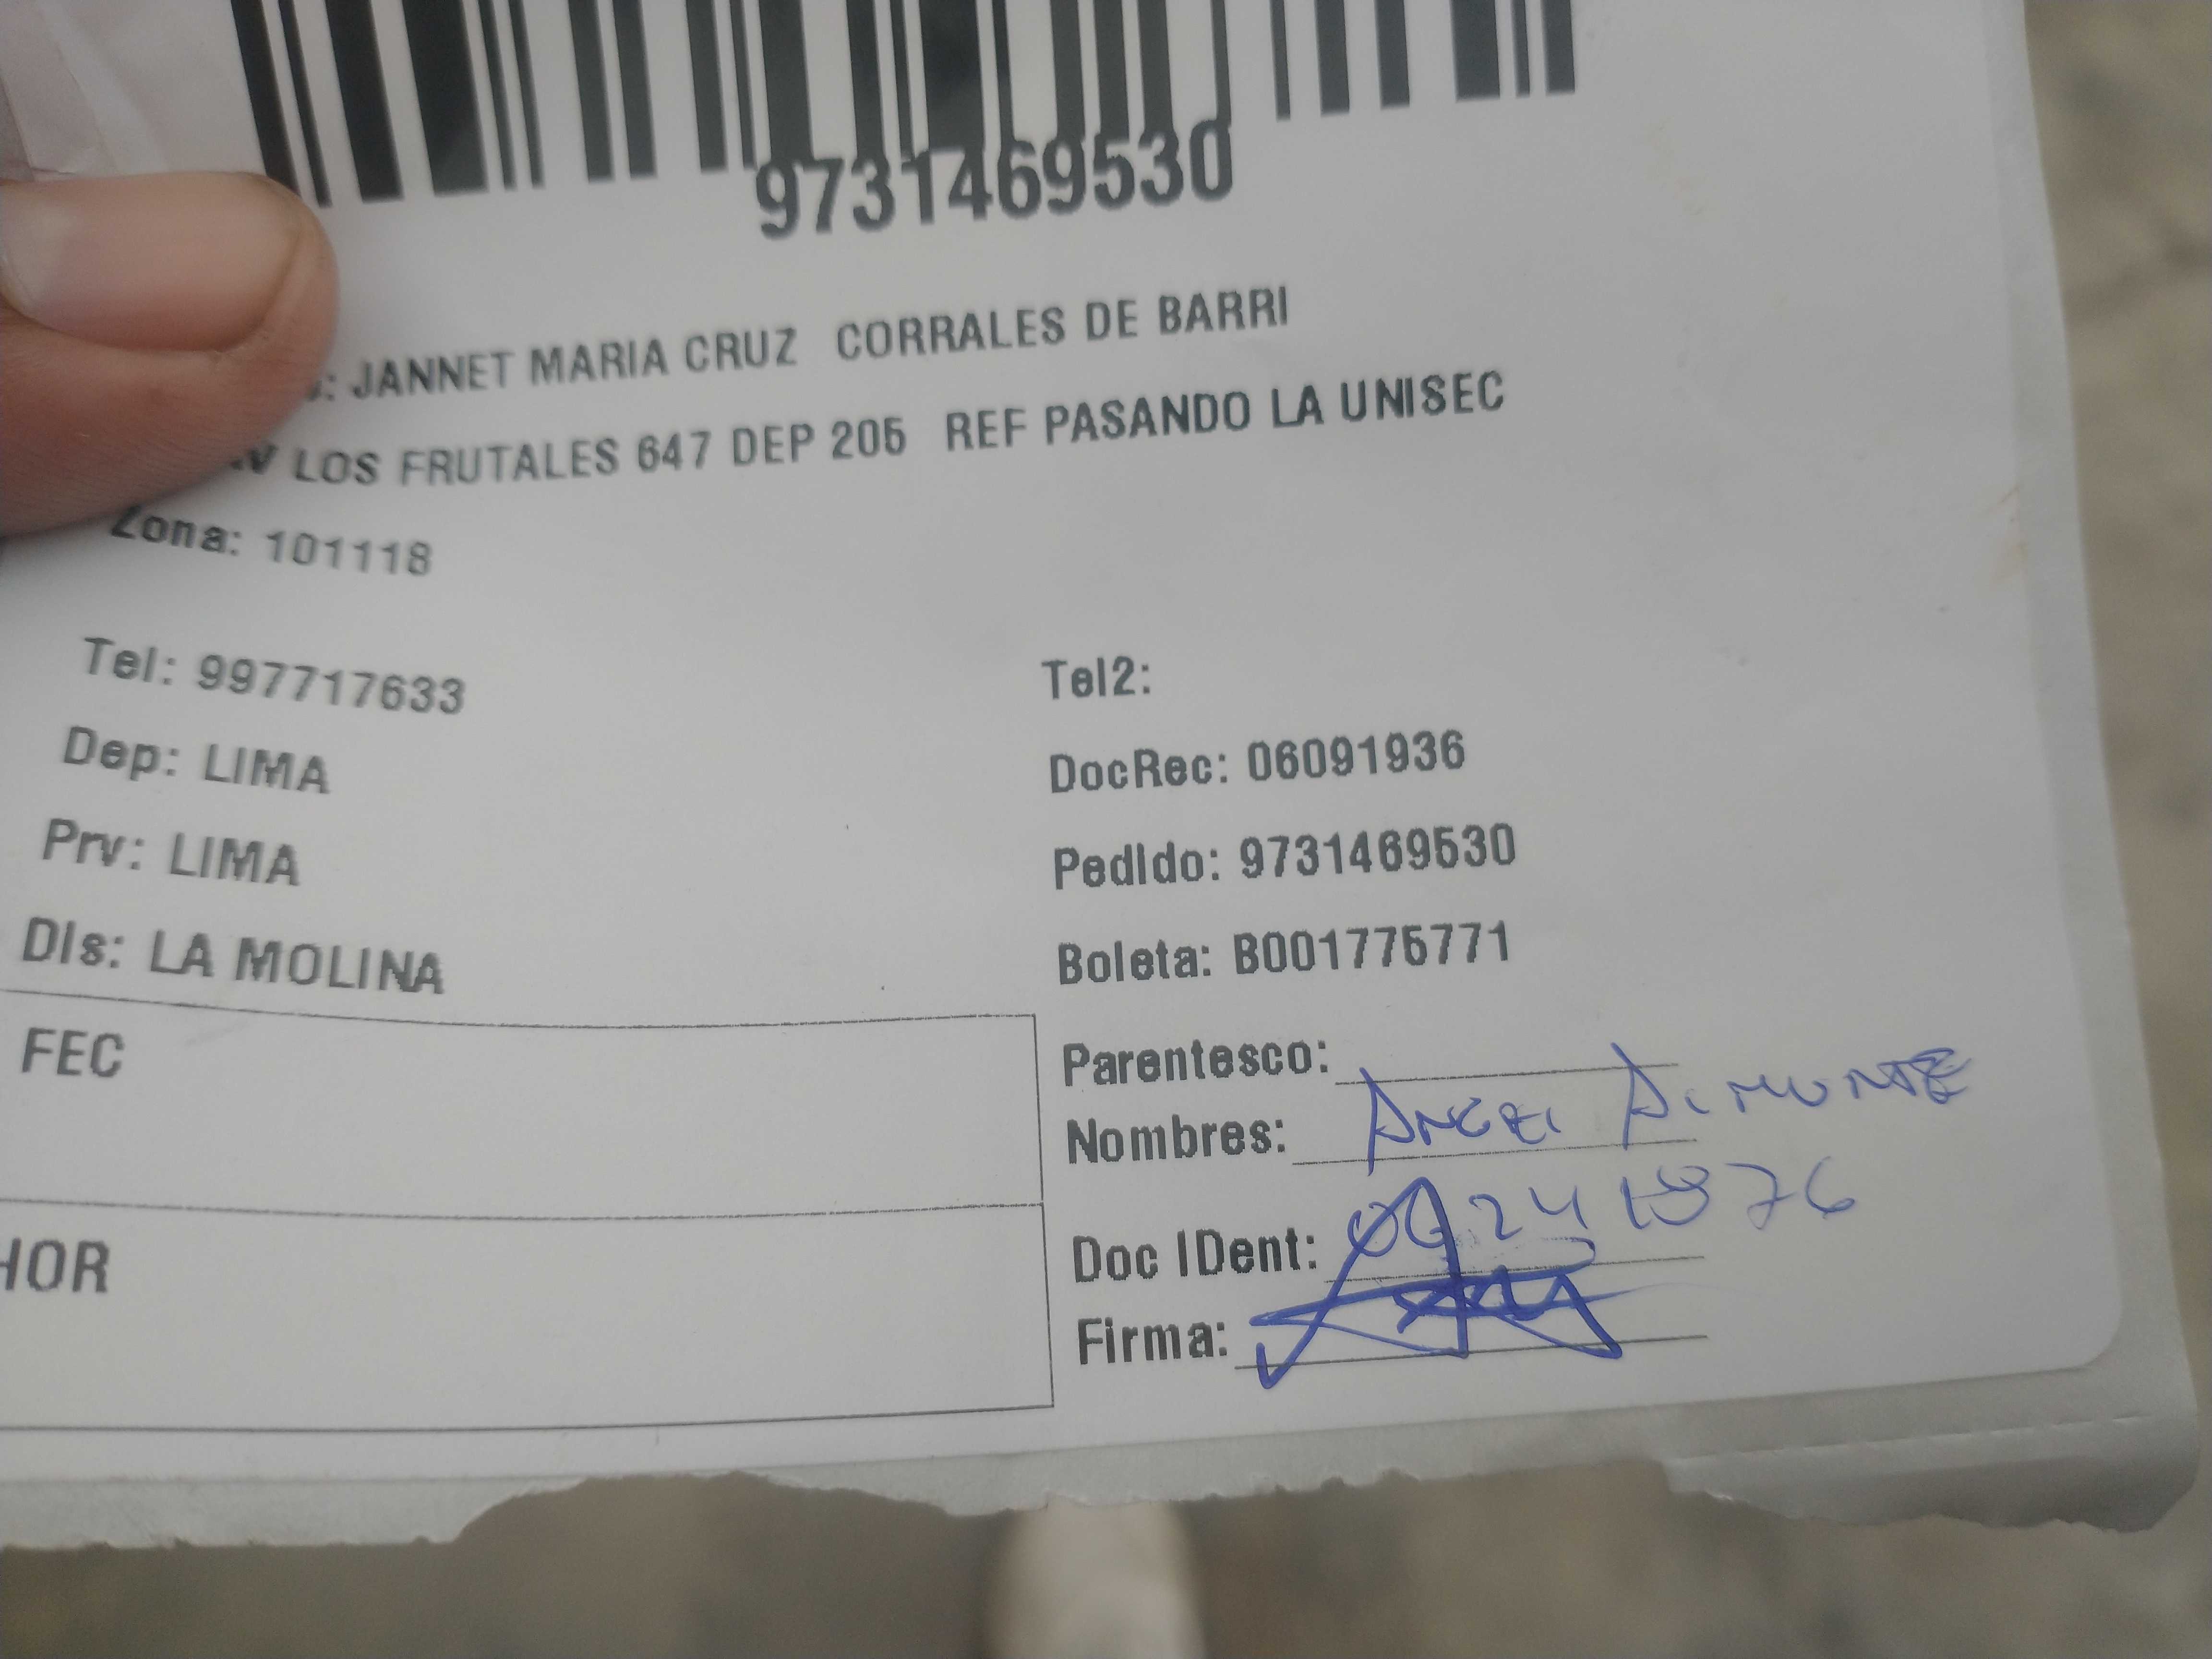 9731469530
: JANNET MARIA CRUZ CORRALES DE BARRI
LOS FRUTALES 647 DEP 205 REF PASANDO LA UNISEC
Zona: 101118
Tel: 997717633
Tel2:
Dep: LIMA
DocRec: 06091936
Prv: LIMA
Pedido: 9731469530
Dis: LA MOLINA
Boleta: B001775771
FEC
Parentesco:
Nombres: ANGEL
HOR
Doc IDent:
Firma: